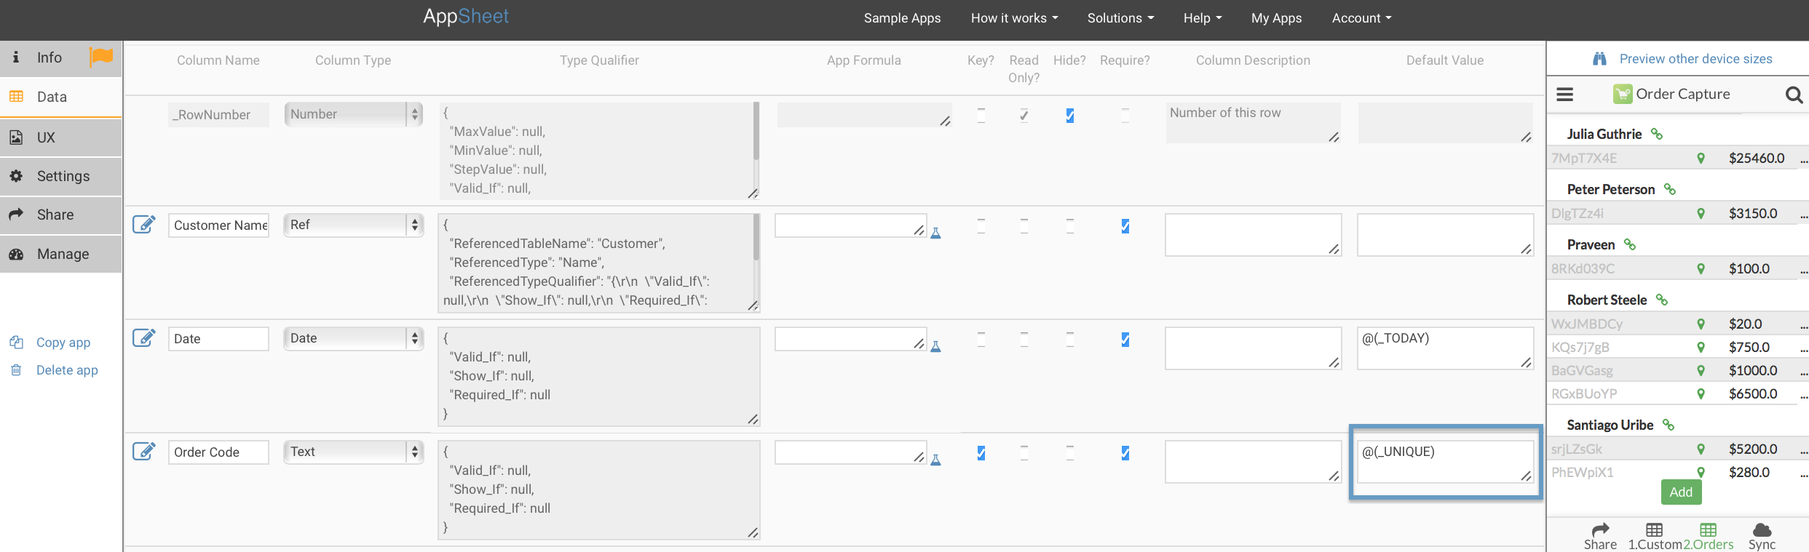 AppSheet
Sample Apps How it works Solutions Help My Apps Account
Info
Data
UX
Settings
Share
Manage
Copy app
Delete app
Column Name Column Type Type Qualifier App Formula Key? Read Only? Hide? Require? Column Description Default Value
_RowNumber Number
{
"MaxValue": null,
"MinValue": null,
"StepValue": null,
"Valid_If": null,
Number of this row
Customer Name Ref
{
"ReferencedTableName": "Customer",
"ReferencedType": "Name",
"ReferencedTypeQualifier": "{\r\n \"Valid_If\":
null,\r\n \"Show_If\": null,\r\n \"Required_If\":
Date Date
{
"Valid_If": null,
"Show_If": null,
"Required_If": null
}
@(_TODAY)
Order Code Text
{
"Valid_If": null,
"Show_If": null,
"Required_If": null
}
@(_UNIQUE)
Preview other device sizes
Order Capture
Julia Guthrie
7MpT7X4E $25460.0 ...
Peter Peterson
DlgTZz4i $3150.0 ...
Praveen
8RKd039C $100.0 ...
Robert Steele
WxJMBDCy $20.0 ...
KQs7j7gB $750.0 ...
BaGVGasg $1000.0 ...
RGxBUoYP $6500.0 ...
Santiago Uribe
srjLZsGk $5200.0 ...
PhEWpiX1 $280.0 ...
Add
Share 1.Custom 2.Orders Sync